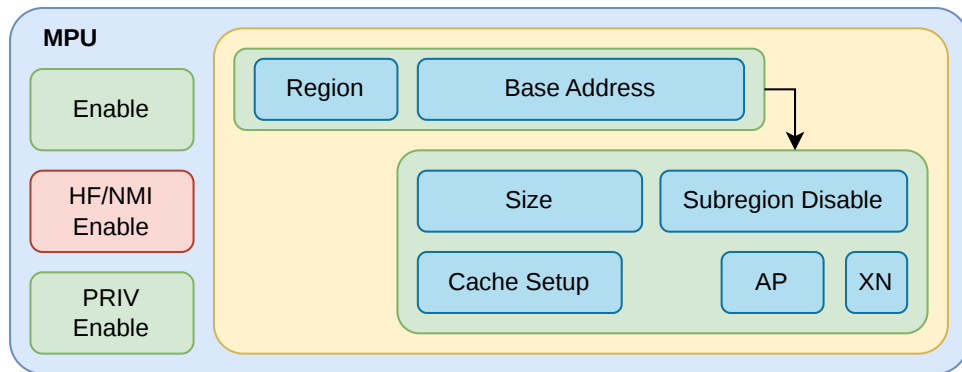 MPU
Enable
HF/NMI
Enable
PRIV
Enable
Region
Base Address
Size
Subregion Disable
Cache Setup
AP
XN